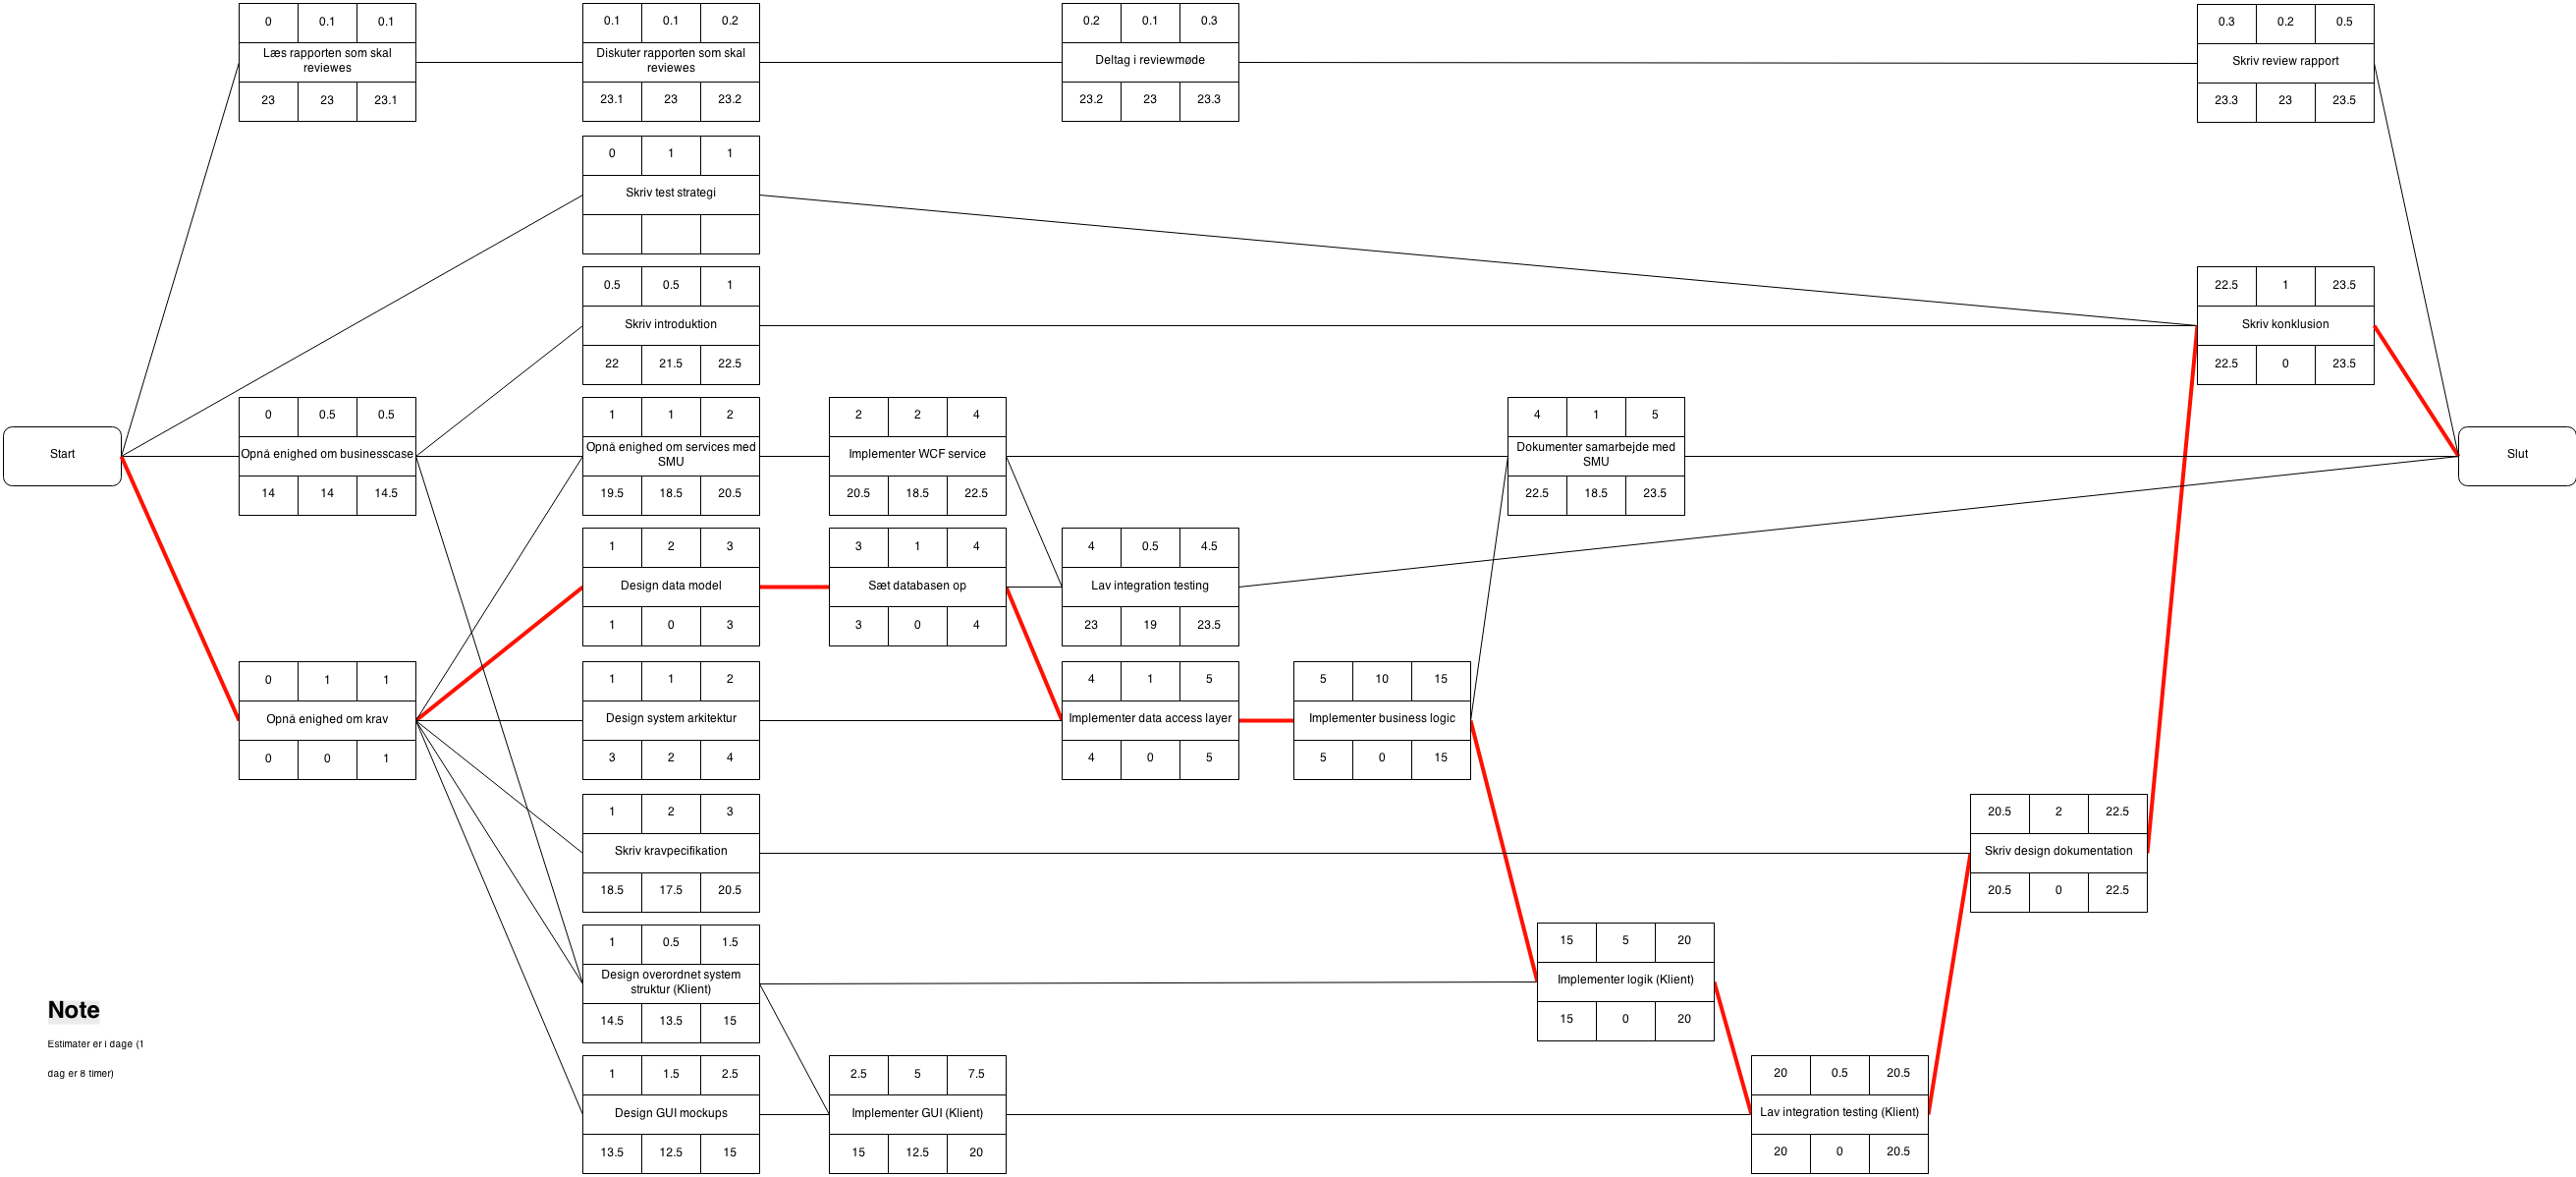 0 0.1 0.1
Læs rapporten som skal
reviewes
23 23 23.1
0.1 0.1 0.2
Diskuter rapporten som skal
reviewes
23.1 23 23.2
0.2 0.1 0.3
Deltag i reviewmøde
23.2 23 23.3
0.3 0.2 0.5
Skriv review rapport
23.3 23 23.5
0 1 1
Skriv test strategi
0.5 0.5 1
Skriv introduktion
22 21.5 22.5
22.5 1 23.5
Skriv konklusion
22.5 0 23.5
Start
0 0.5 0.5
Opnå enighed om businesscase
14 14 14.5
1 1 2
Opnå enighed om services med
SMU
19.5 18.5 20.5
2 2 4
Implementer WCF service
20.5 18.5 22.5
4 1 5
Dokumenter samarbejde med
SMU
22.5 18.5 23.5
Slut
1 2 3
Design data model
1 0 3
3 1 4
Sæt databasen op
3 0 4
4 0.5 4.5
Lav integration testing
23 19 23.5
0 1 1
Opnå enighed om krav
0 0 1
1 1 2
Design system arkitektur
3 2 4
4 1 5
Implementer data access layer
4 0 5
5 10 15
Implementer business logic
5 0 15
1 2 3
Skriv kravpecifikation
18.5 17.5 20.5
20.5 2 22.5
Skriv design dokumentation
20.5 0 22.5
1 0.5 1.5
Design overordnet system
struktur (Klient)
14.5 13.5 15
15 5 20
Implementer logik (Klient)
15 0 20
Note
Estimater er i dage (1
dag er 8 timer)
1 1.5 2.5
Design GUI mockups
13.5 12.5 15
2.5 5 7.5
Implementer GUI (Klient)
15 12.5 20
20 0.5 20.5
Lav integration testing (Klient)
20 0 20.5